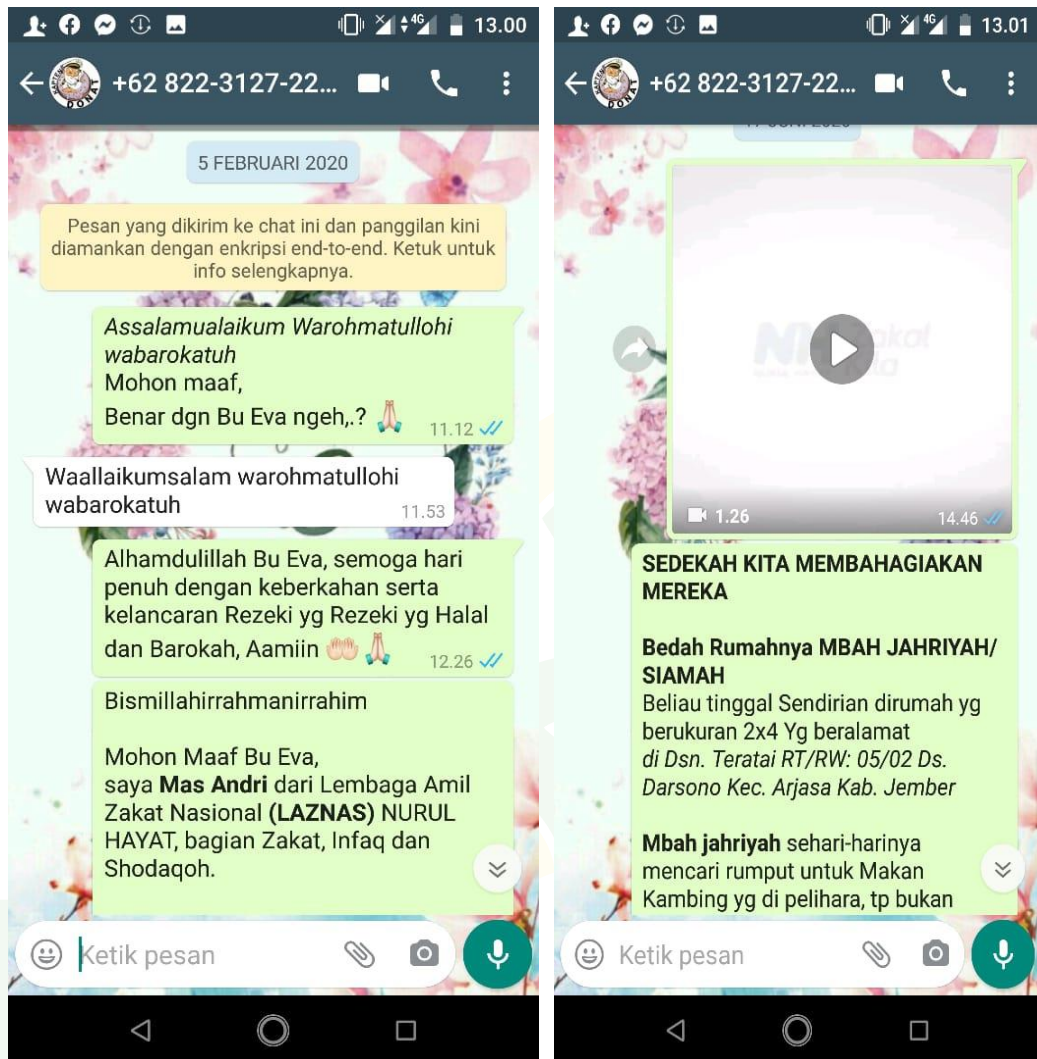 13.00
+62 822-3127-22...
DONAT
5 FEBRUARI 2020
Pesan yang dikirim ke chat ini dan panggilan kini
diamankan dengan enkripsi end-to-end. Ketuk untuk
info selengkapnya.
Assalamualaikum Warohmatullohi
wabarokatuh
Mohon maaf,
Benar dgn Bu Eva ngeh,.?
11.12
Waallaikumsalam warohmatullohi
wabarokatuh
11.53
Alhamdulillah Bu Eva, semoga hari
penuh dengan keberkahan serta
kelancaran Rezeki yg Rezeki yg Halal
dan Barokah, Aamiin
12.26
Bismillahirrahmanirrahim
Mohon Maaf Bu Eva,
saya Mas Andri dari Lembaga Amil
Zakat Nasional (LAZNAS) NURUL
HAYAT, bagian Zakat, Infaq dan
Shodaqoh.
Ketik pesan
4G
13.01
+62 822-3127-22...
DONAT
NH Zakat
Kita
1.26
14.46
SEDEKAH KITA MEMBAHAGIAKAN
MEREKA
Bedah Rumahnya MBAH JAHRIYAH/
SIAMAH
Beliau tinggal Sendirian dirumah yg
berukuran 2x4 Yg beralamat
di Dsn. Teratai RT/RW: 05/02 Ds.
Darsono Kec. Arjasa Kab. Jember
Mbah jahriyah sehari-harinya
mencari rumput untuk Makan
Kambing yg di pelihara, tp bukan
Ketik pesan